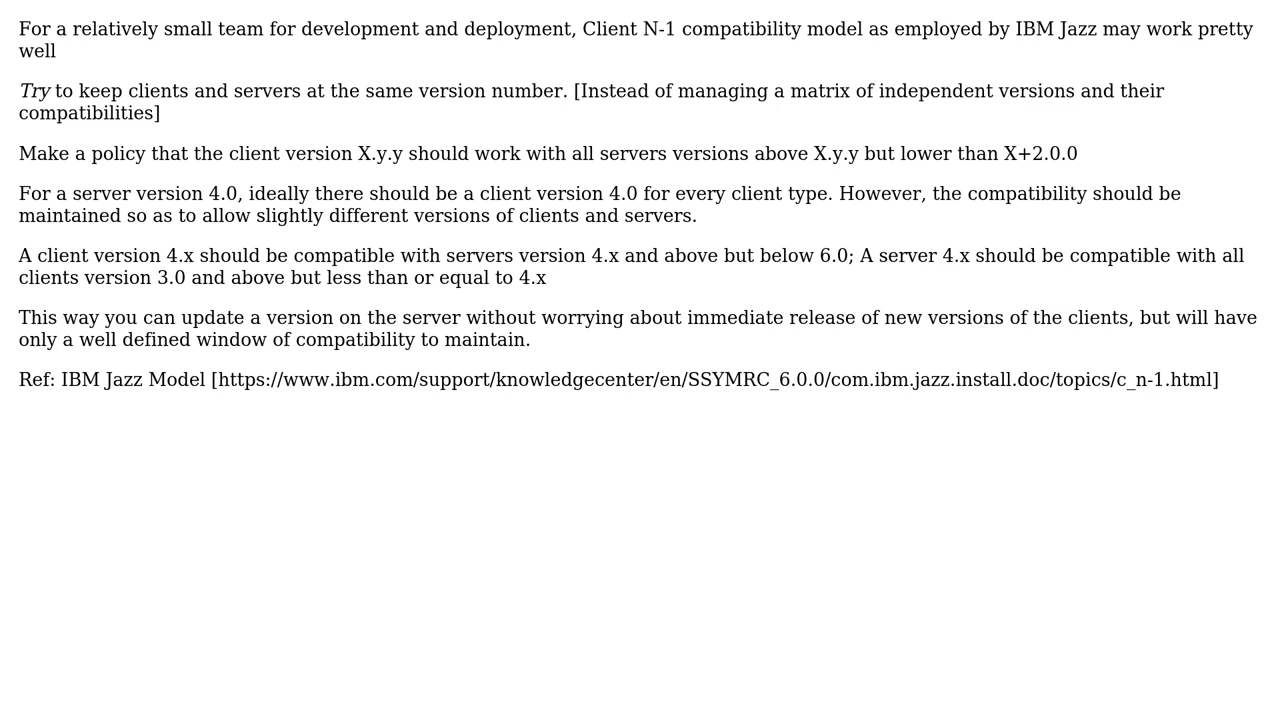 For a relatively small team for development and deployment, Client N-1 compatibility model as employed by IBM Jazz may work pretty
well
Try to keep clients and servers at the same version number. [Instead of managing a matrix of independent versions and their
compatibilities]
Make a policy that the client version X.y.y should work with all servers versions above X.y.y but lower than X+2.0.0
For a server version 4.0, ideally there should be a client version 4.0 for every client type. However, the compatibility should be
maintained so as to allow slightly different versions of clients and servers.
A client version 4.x should be compatible with servers version 4.x and above but below 6.0; A server 4.x should be compatible with all
clients version 3.0 and above but less than or equal to 4.x
This way you can update a version on the server without worrying about immediate release of new versions of the clients, but will have
only a well defined window of compatibility to maintain.
Ref: IBM Jazz Model [https://www.ibm.com/support/knowledgecenter/en/SSYMRC_6.0.0/com.ibm.jazz.install.doc/topics/c_n-1.html]